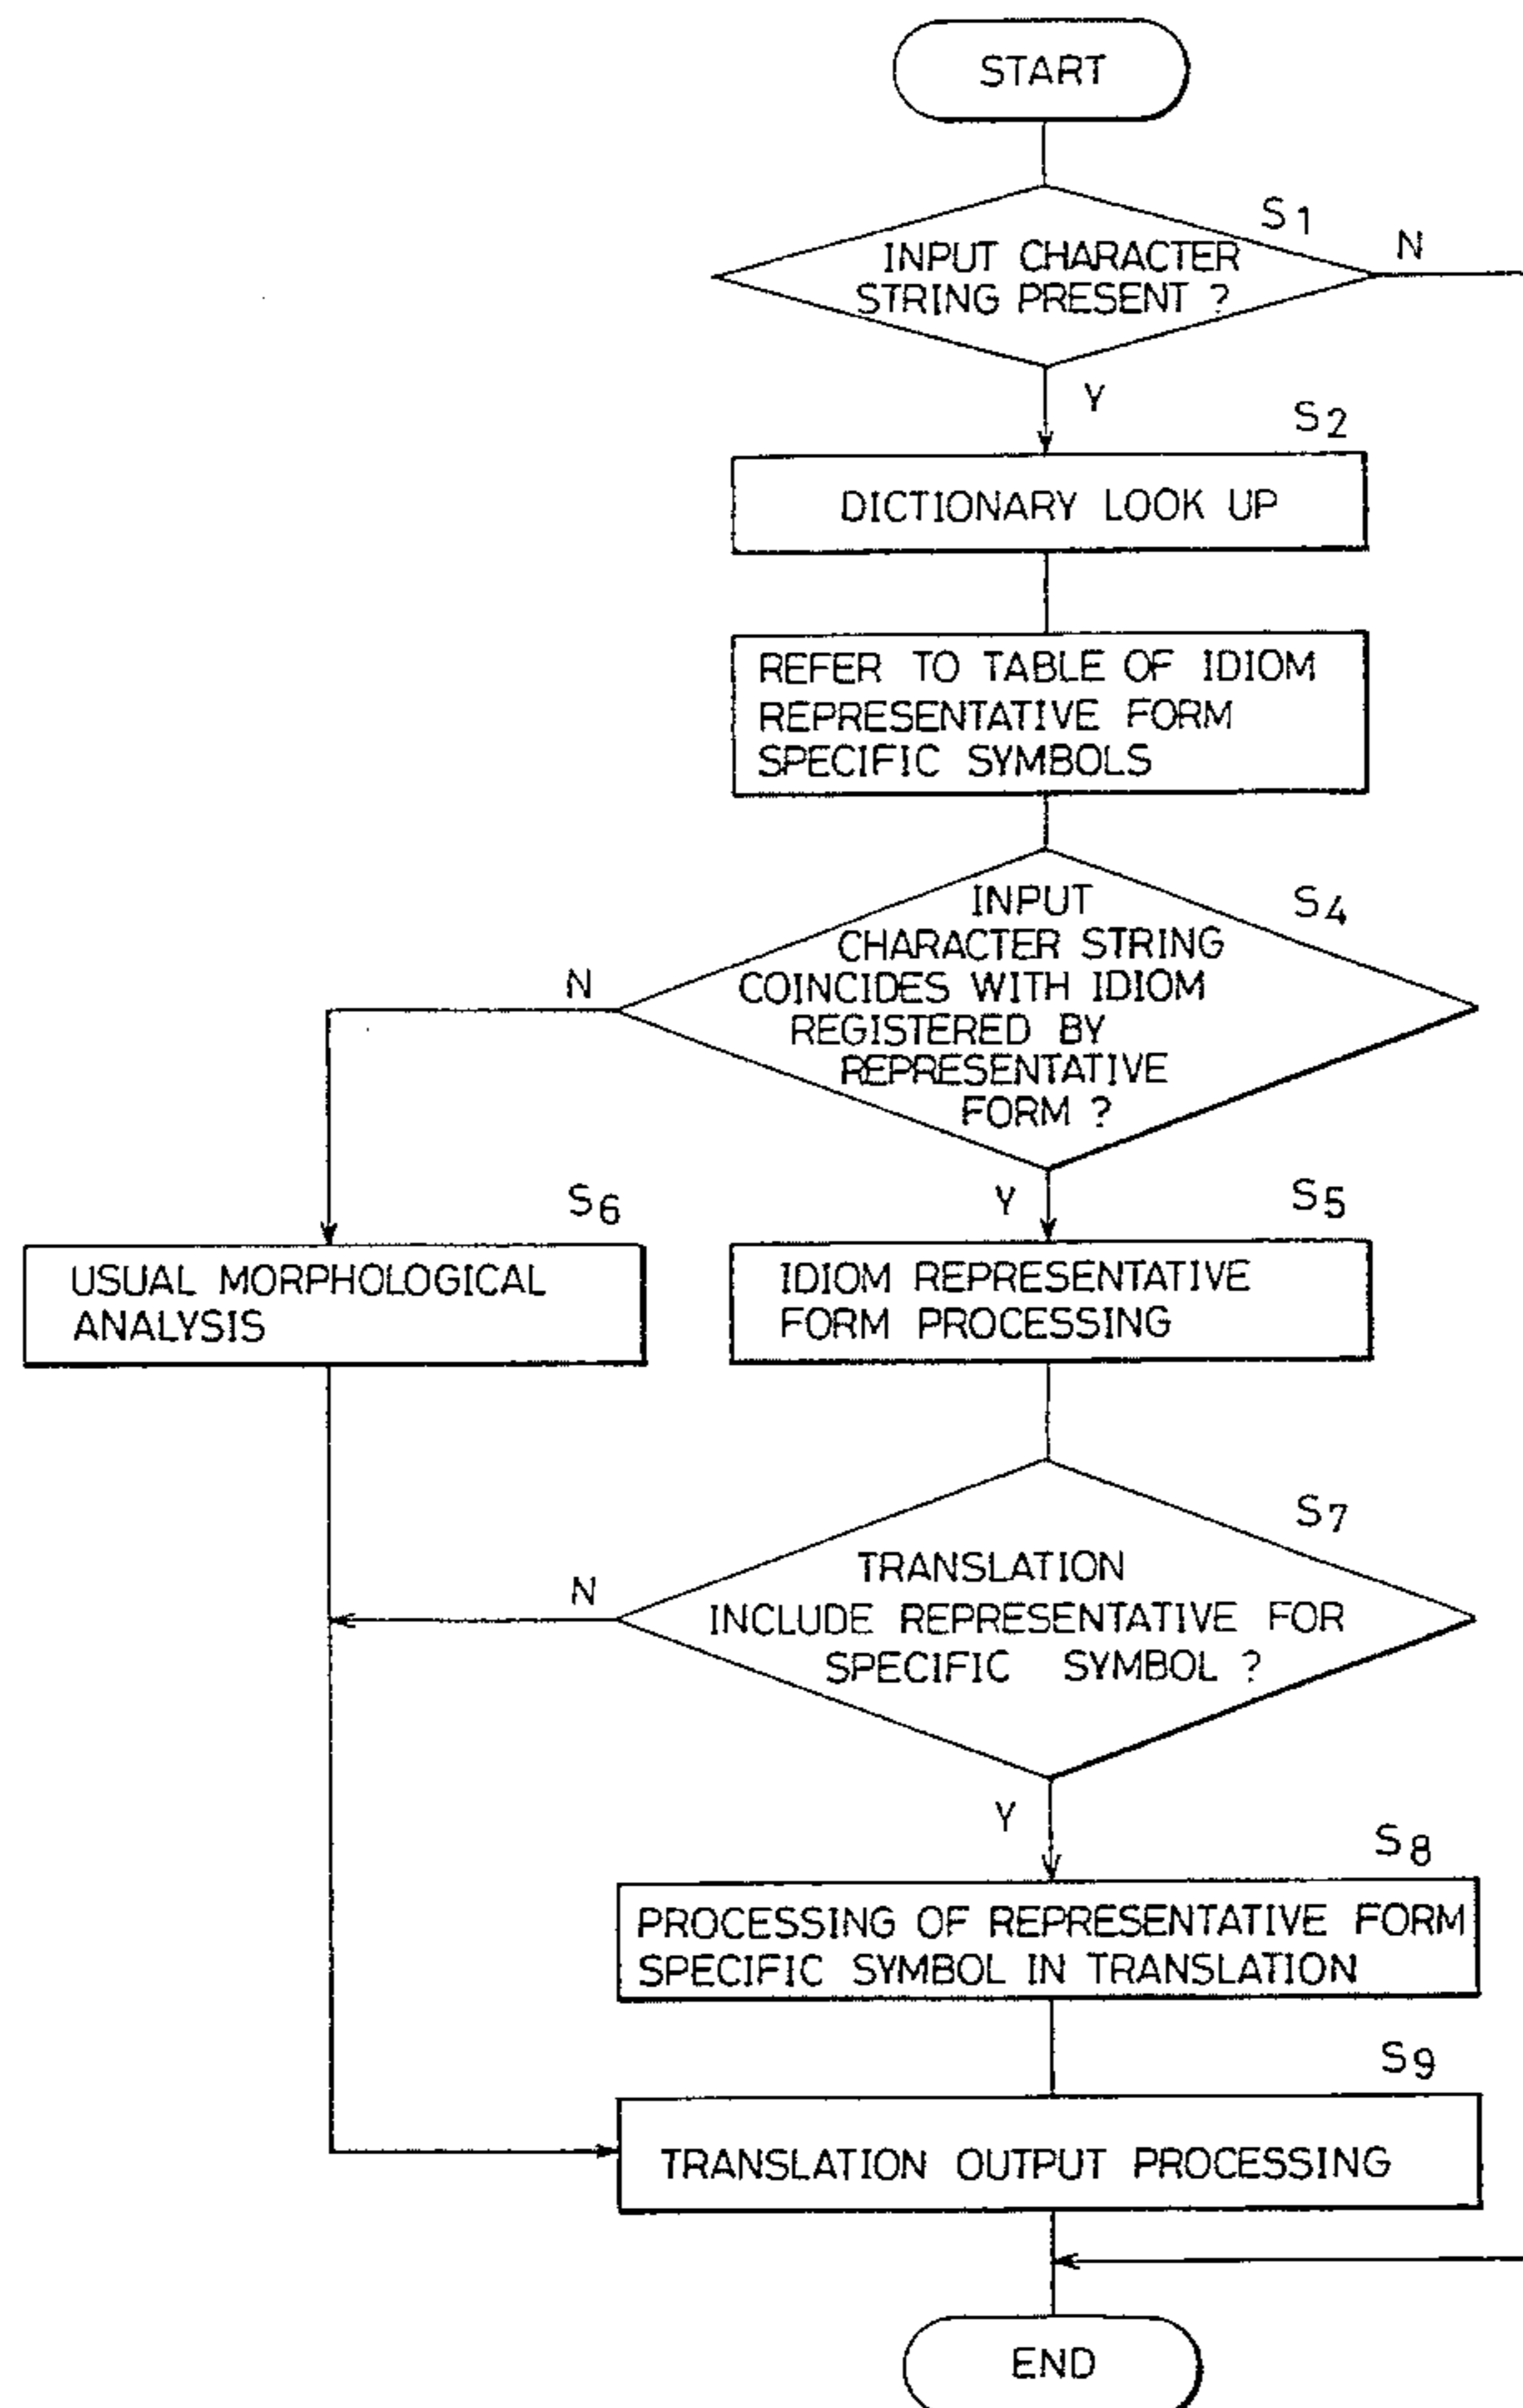 START
S1
N
INPUT CHARACTER
STRING PRESENT ?
Y
S2
DICTIONARY LOOK UP
REFER TO TABLE OF IDIOM
REPRESENTATIVE FORM
SPECIFIC SYMBOLS
S4
INPUT
CHARACTER STRING
COINCIDES WITH IDIOM
REGISTERED BY
REPRESENTATIVE
FORM ?
N
Y
S6
S5
USUAL MORPHOLOGICAL
ANALYSIS
IDIOM REPRESENTATIVE
FORM PROCESSING
S7
TRANSLATION
INCLUDE REPRESENTATIVE FOR
SPECIFIC SYMBOL ?
N
Y
S8
PROCESSING OF REPRESENTATIVE FORM
SPECIFIC SYMBOL IN TRANSLATION
S9
TRANSLATION OUTPUT PROCESSING
END